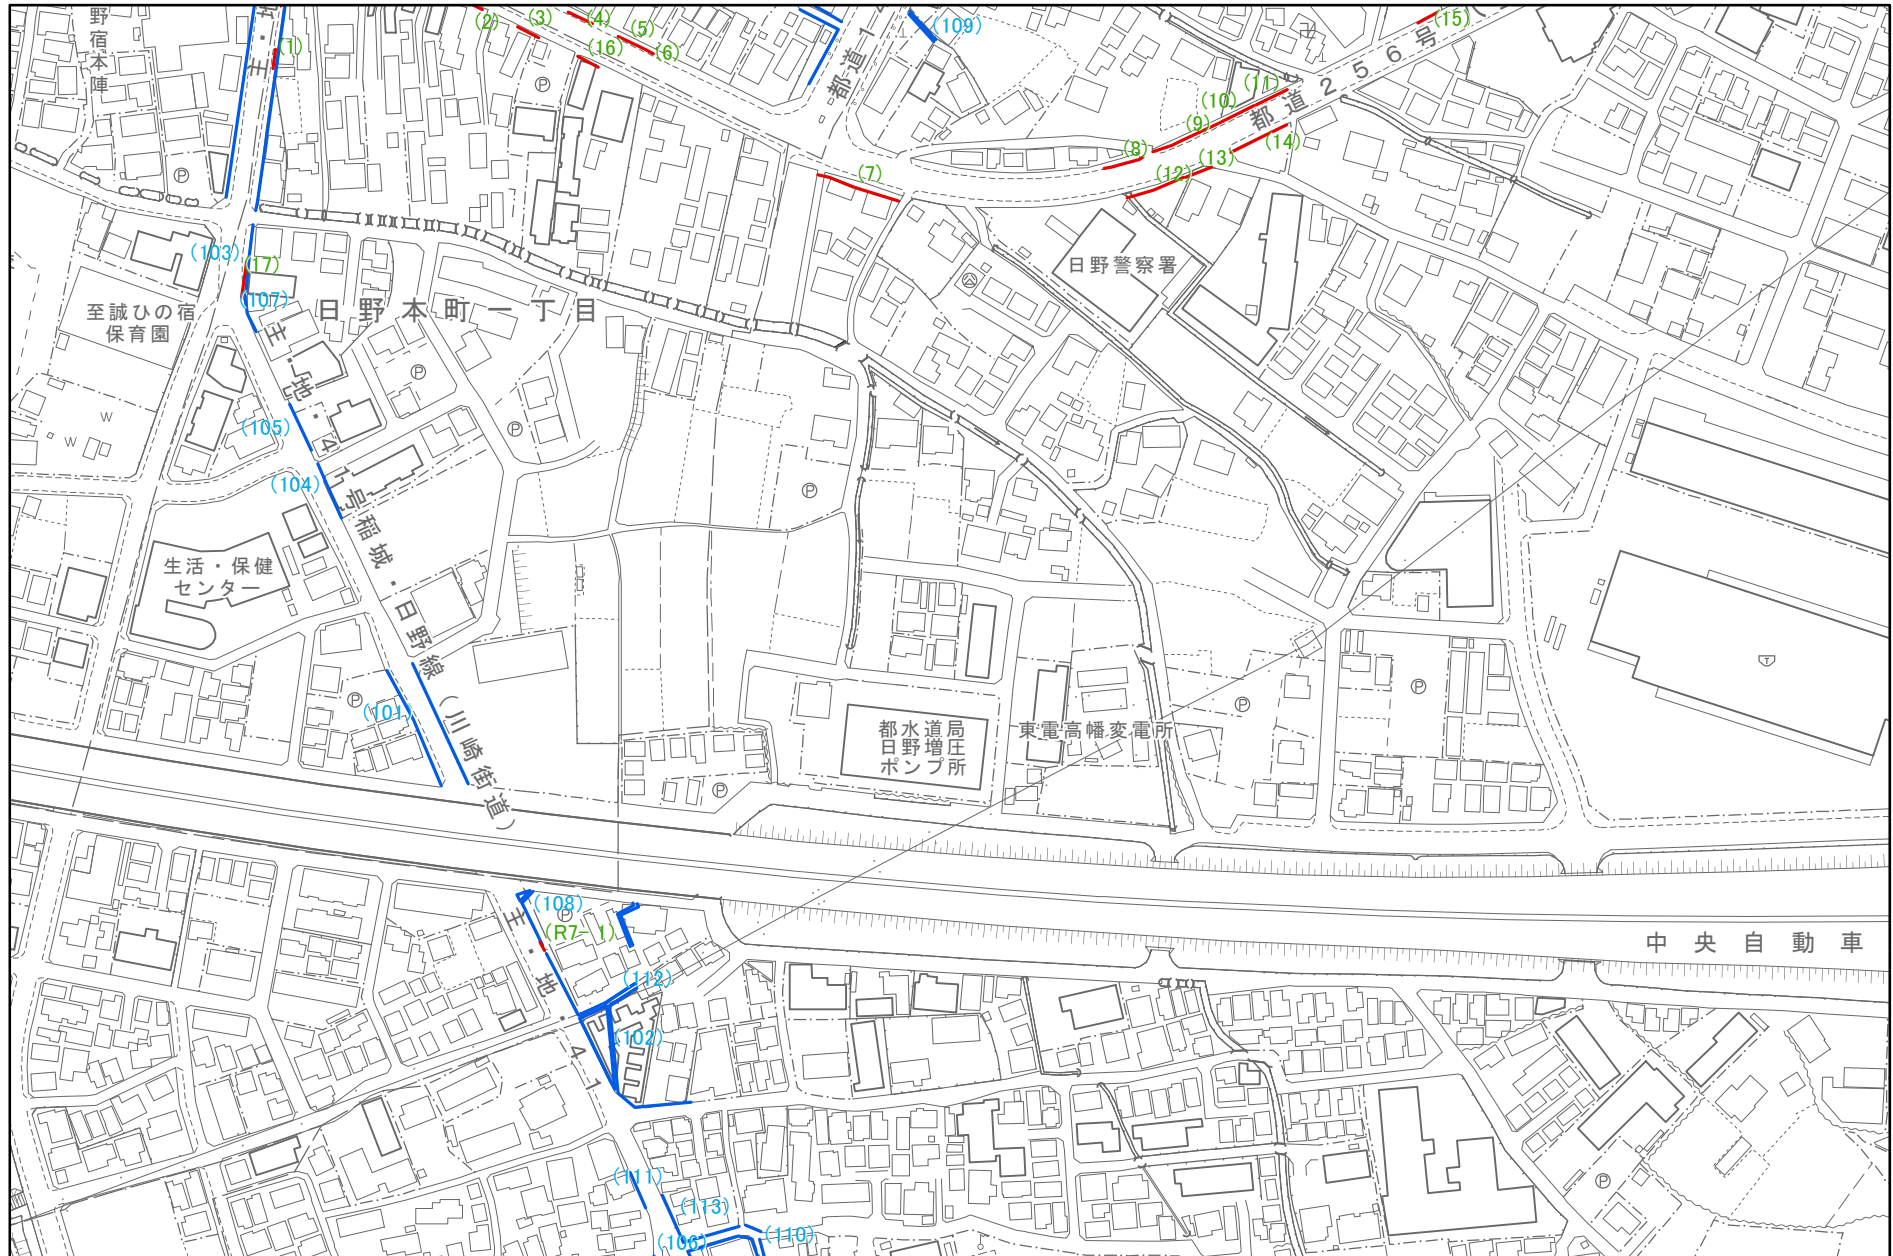 野宿本陣
主・地
(1)
(2)
(3)
(4)
(5)
(6)
(16)
都道1
(109)
(15)
都道256号
(11)
(10)
(9)
(8)
(14)
(13)
(12)
(7)
日野警察署
(103)
(17)
(107)
至誠ひの宿
保育園
日野本町一丁目
主・地・41号稲城・日野線(川崎街道)
(105)
(104)
生活・保健
センター
(101)
都水道局
日野増圧
ポンプ所
東電高幡変電所
中央自動車
(108)
(R7-1)
主・地・41
(112)
(102)
(111)
(113)
(106)
(110)